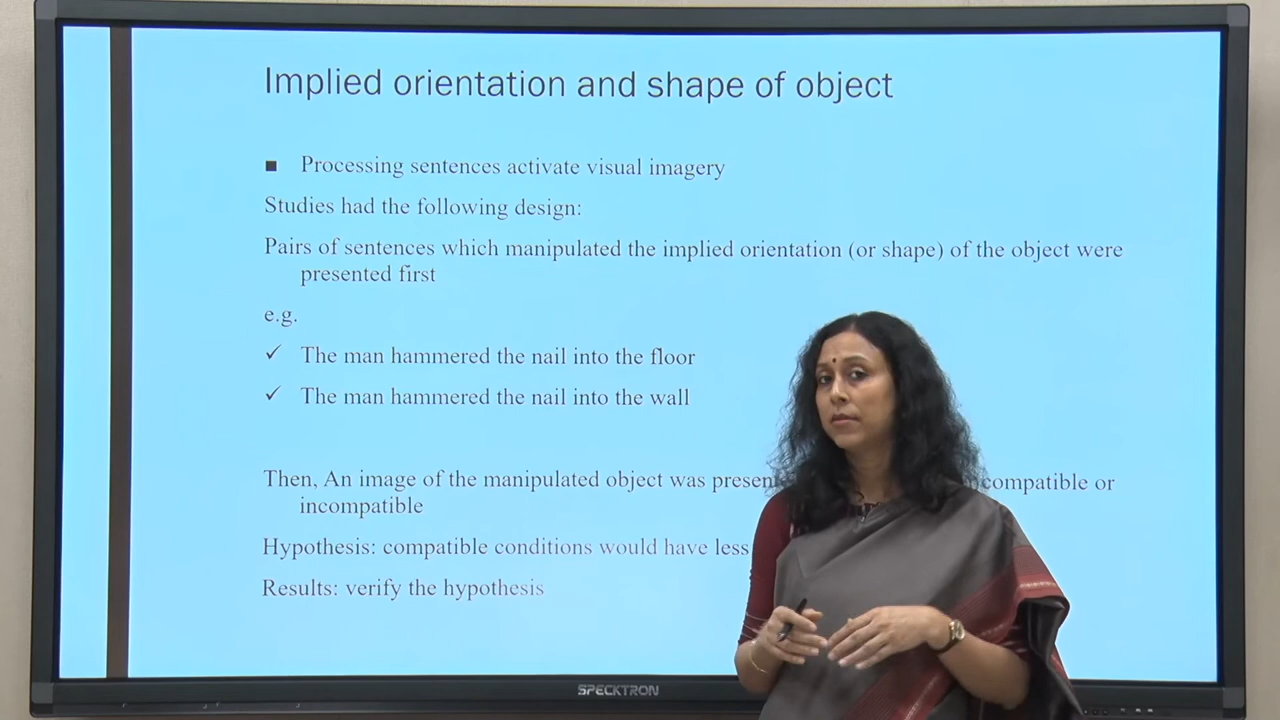 Implied orientation and shape of object
■ Processing sentences activate visual imagery
Studies had the following design:
Pairs of sentences which manipulated the implied orientation (or shape) of the object were
presented first
e.g.
✓ The man hammered the nail into the floor
✓ The man hammered the nail into the wall
Then, An image of the manipulated object was compatible or
incompatible
Hypothesis: compatible conditions would have less
Results: verify the hypothesis
SPECKTRON